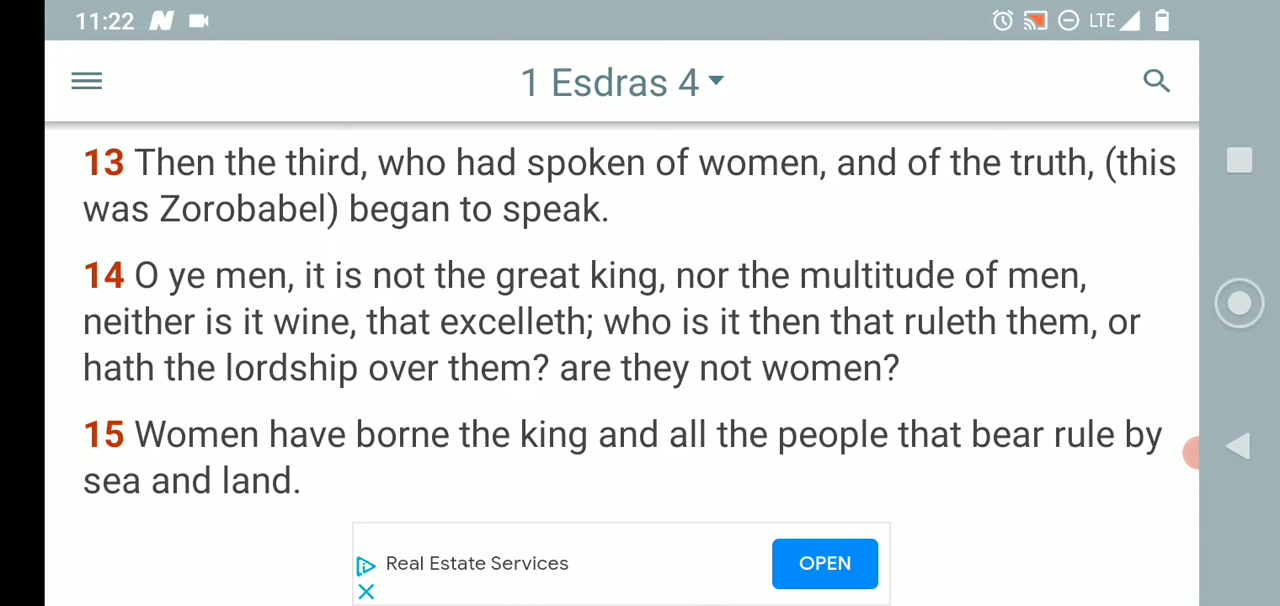 11:22 LTE
1 Esdras 4
13 Then the third, who had spoken of women, and of the truth, (this
was Zorobabel) began to speak.
14 O ye men, it is not the great king, nor the multitude of men,
neither is it wine, that excelleth; who is it then that ruleth them, or
hath the lordship over them? are they not women?
15 Women have borne the king and all the people that bear rule by
sea and land.
Real Estate Services OPEN